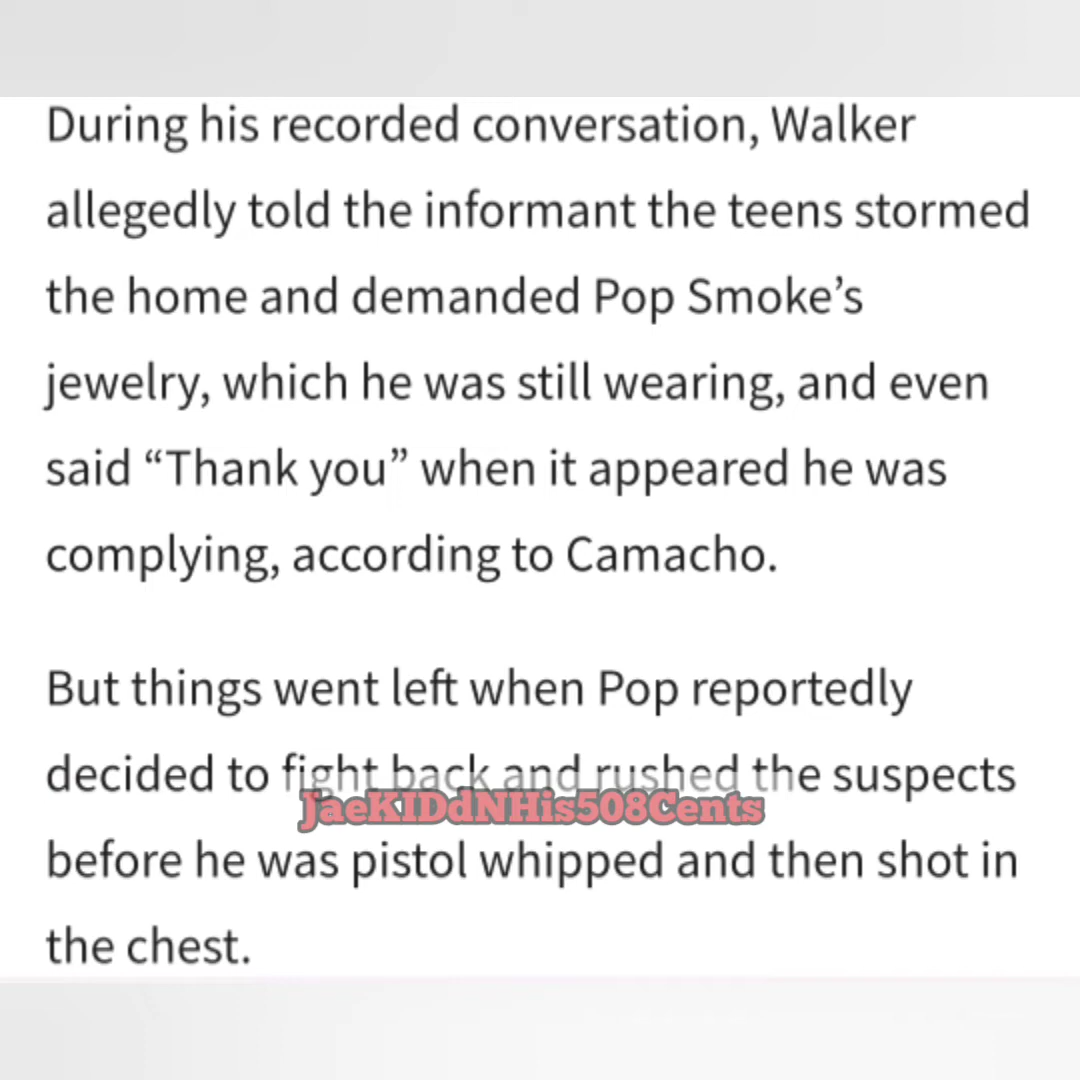 During his recorded conversation, Walker
allegedly told the informant the teens stormed
the home and demanded Pop Smoke’s
jewelry, which he was still wearing, and even
said “Thank you” when it appeared he was
complying, according to Camacho.
But things went left when Pop reportedly
decided to fight back and rushed the suspects
JaeKIDdNHis508Cents
before he was pistol whipped and then shot in
the chest.